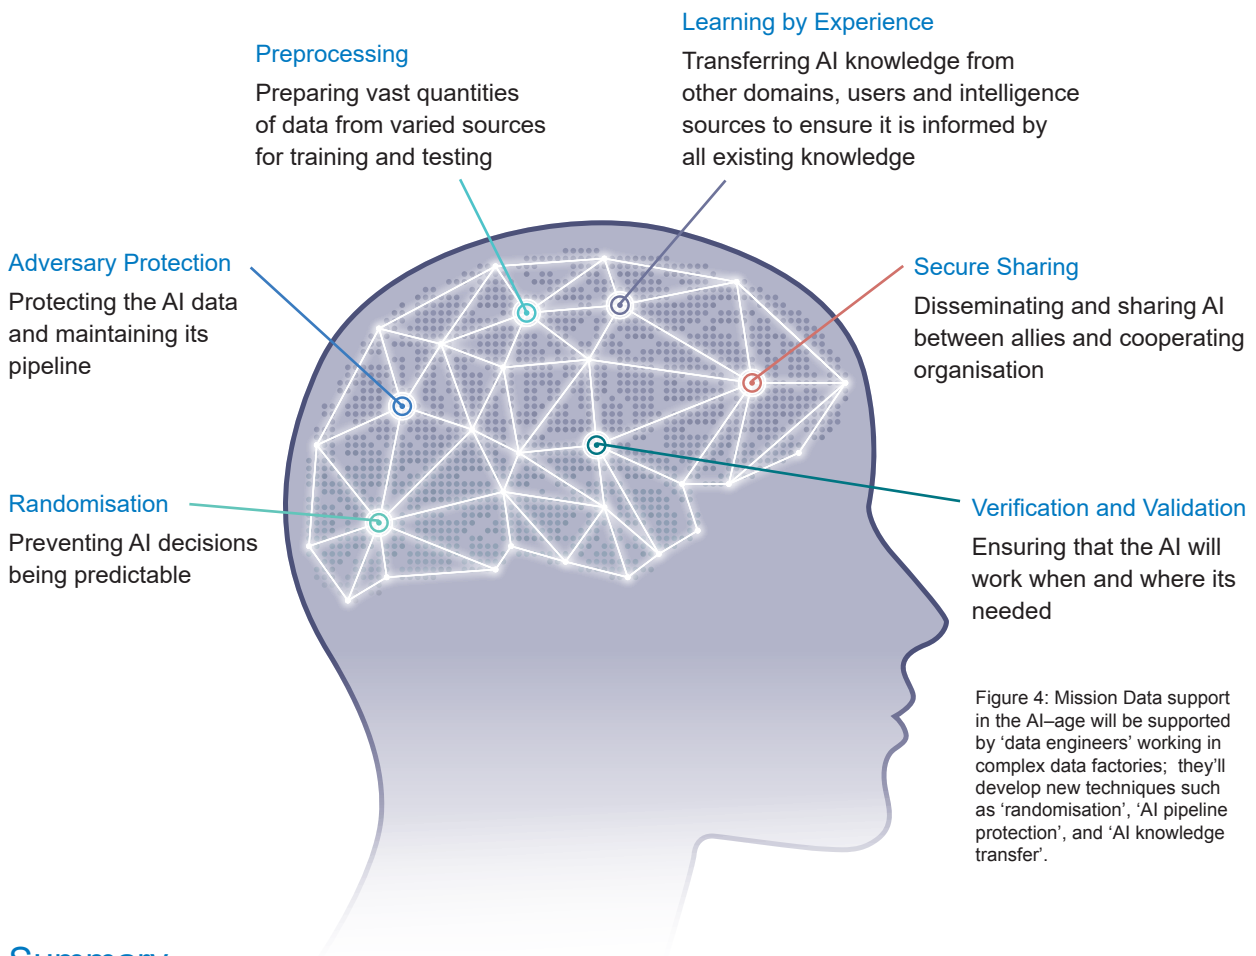 Learning by Experience
Transferring AI knowledge from
other domains, users and intelligence
sources to ensure it is informed by
all existing knowledge
Preprocessing
Preparing vast quantities
of data from varied sources
for training and testing
Adversary Protection
Protecting the AI data
and maintaining its
pipeline
Secure Sharing
Disseminating and sharing AI
between allies and cooperating
organisation
Randomisation
Preventing AI decisions
being predictable
Verification and Validation
Ensuring that the AI will
work when and where its
needed
Figure 4: Mission Data support
in the AI–age will be supported
by ‘data engineers’ working in
complex data factories;  they’ll
develop new techniques such
as ‘randomisation’, ‘AI pipeline
protection’, and ‘AI knowledge
transfer’.
Summary